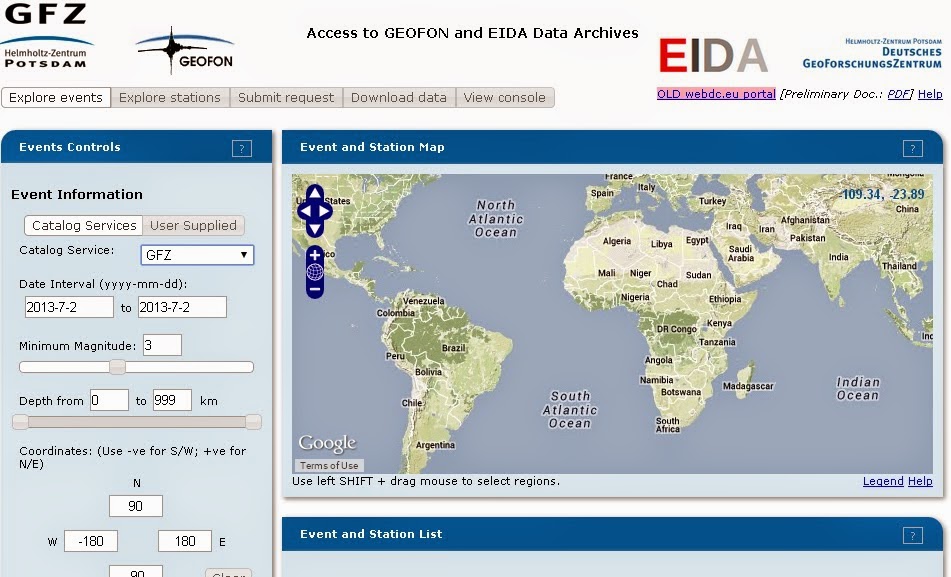 GFZ
Helmholtz-Zentrum
POTSDAM
GEOFON
Access to GEOFON and EIDA Data Archives
EIDA
HELMHOLTZ-ZENTRUM POTSDAM
DEUTSCHES
GEOFORSCHUNGSZENTRUM
Explore events
Explore stations
Submit request
Download data
View console
OLD webdc.eu portal [Preliminary Doc.: PDF] Help
Events Controls
?
Event Information
Catalog Services
User Supplied
Catalog Service:
GFZ
Date Interval (yyyy-mm-dd):
2013-7-2 to 2013-7-2
Minimum Magnitude: 3
Depth from 0 to 999 km
Coordinates: (Use -ve for S/W; +ve for
N/E)
N
90
W -180 180 E
90
Clear
Event and Station Map
?
-109.34, -23.89
States
North
Atlantic
Ocean
France
Spain
Italy
Turkey
Mongolia
China
Afghanistan
Iraq
Iran
Pakistan
Algeria
Libya
Egypt
Saudi
Arabia
India
Thailand
Mali
Niger
Chad
Sudan
Nigeria
Ethiopia
ico
Venezuela
Colombia
DR Congo
Kenya
Tanzania
Inc
Peru
Brazil
Bolivia
Angola
Namibia
Botswana
Madagascar
Indian
Ocean
Chile
South
Atlantic
Ocean
South
Africa
Argentina
Google
Terms of Use
Use left SHIFT + drag mouse to select regions.
Legend Help
Event and Station List
?